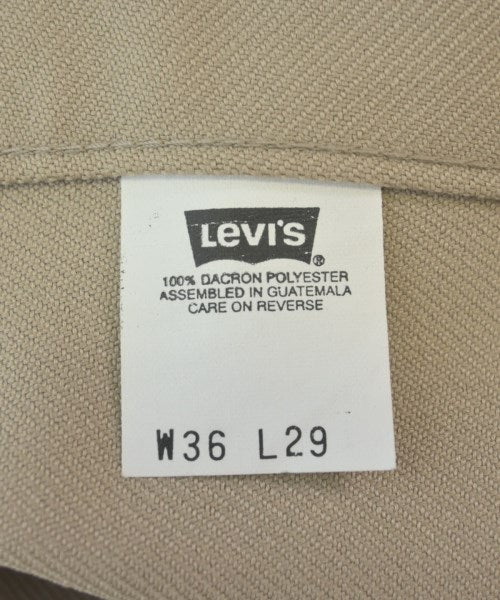 Levi's®
100% DACRON POLYESTER
ASSEMBLED IN GUATEMALA
CARE ON REVERSE
W36 L29